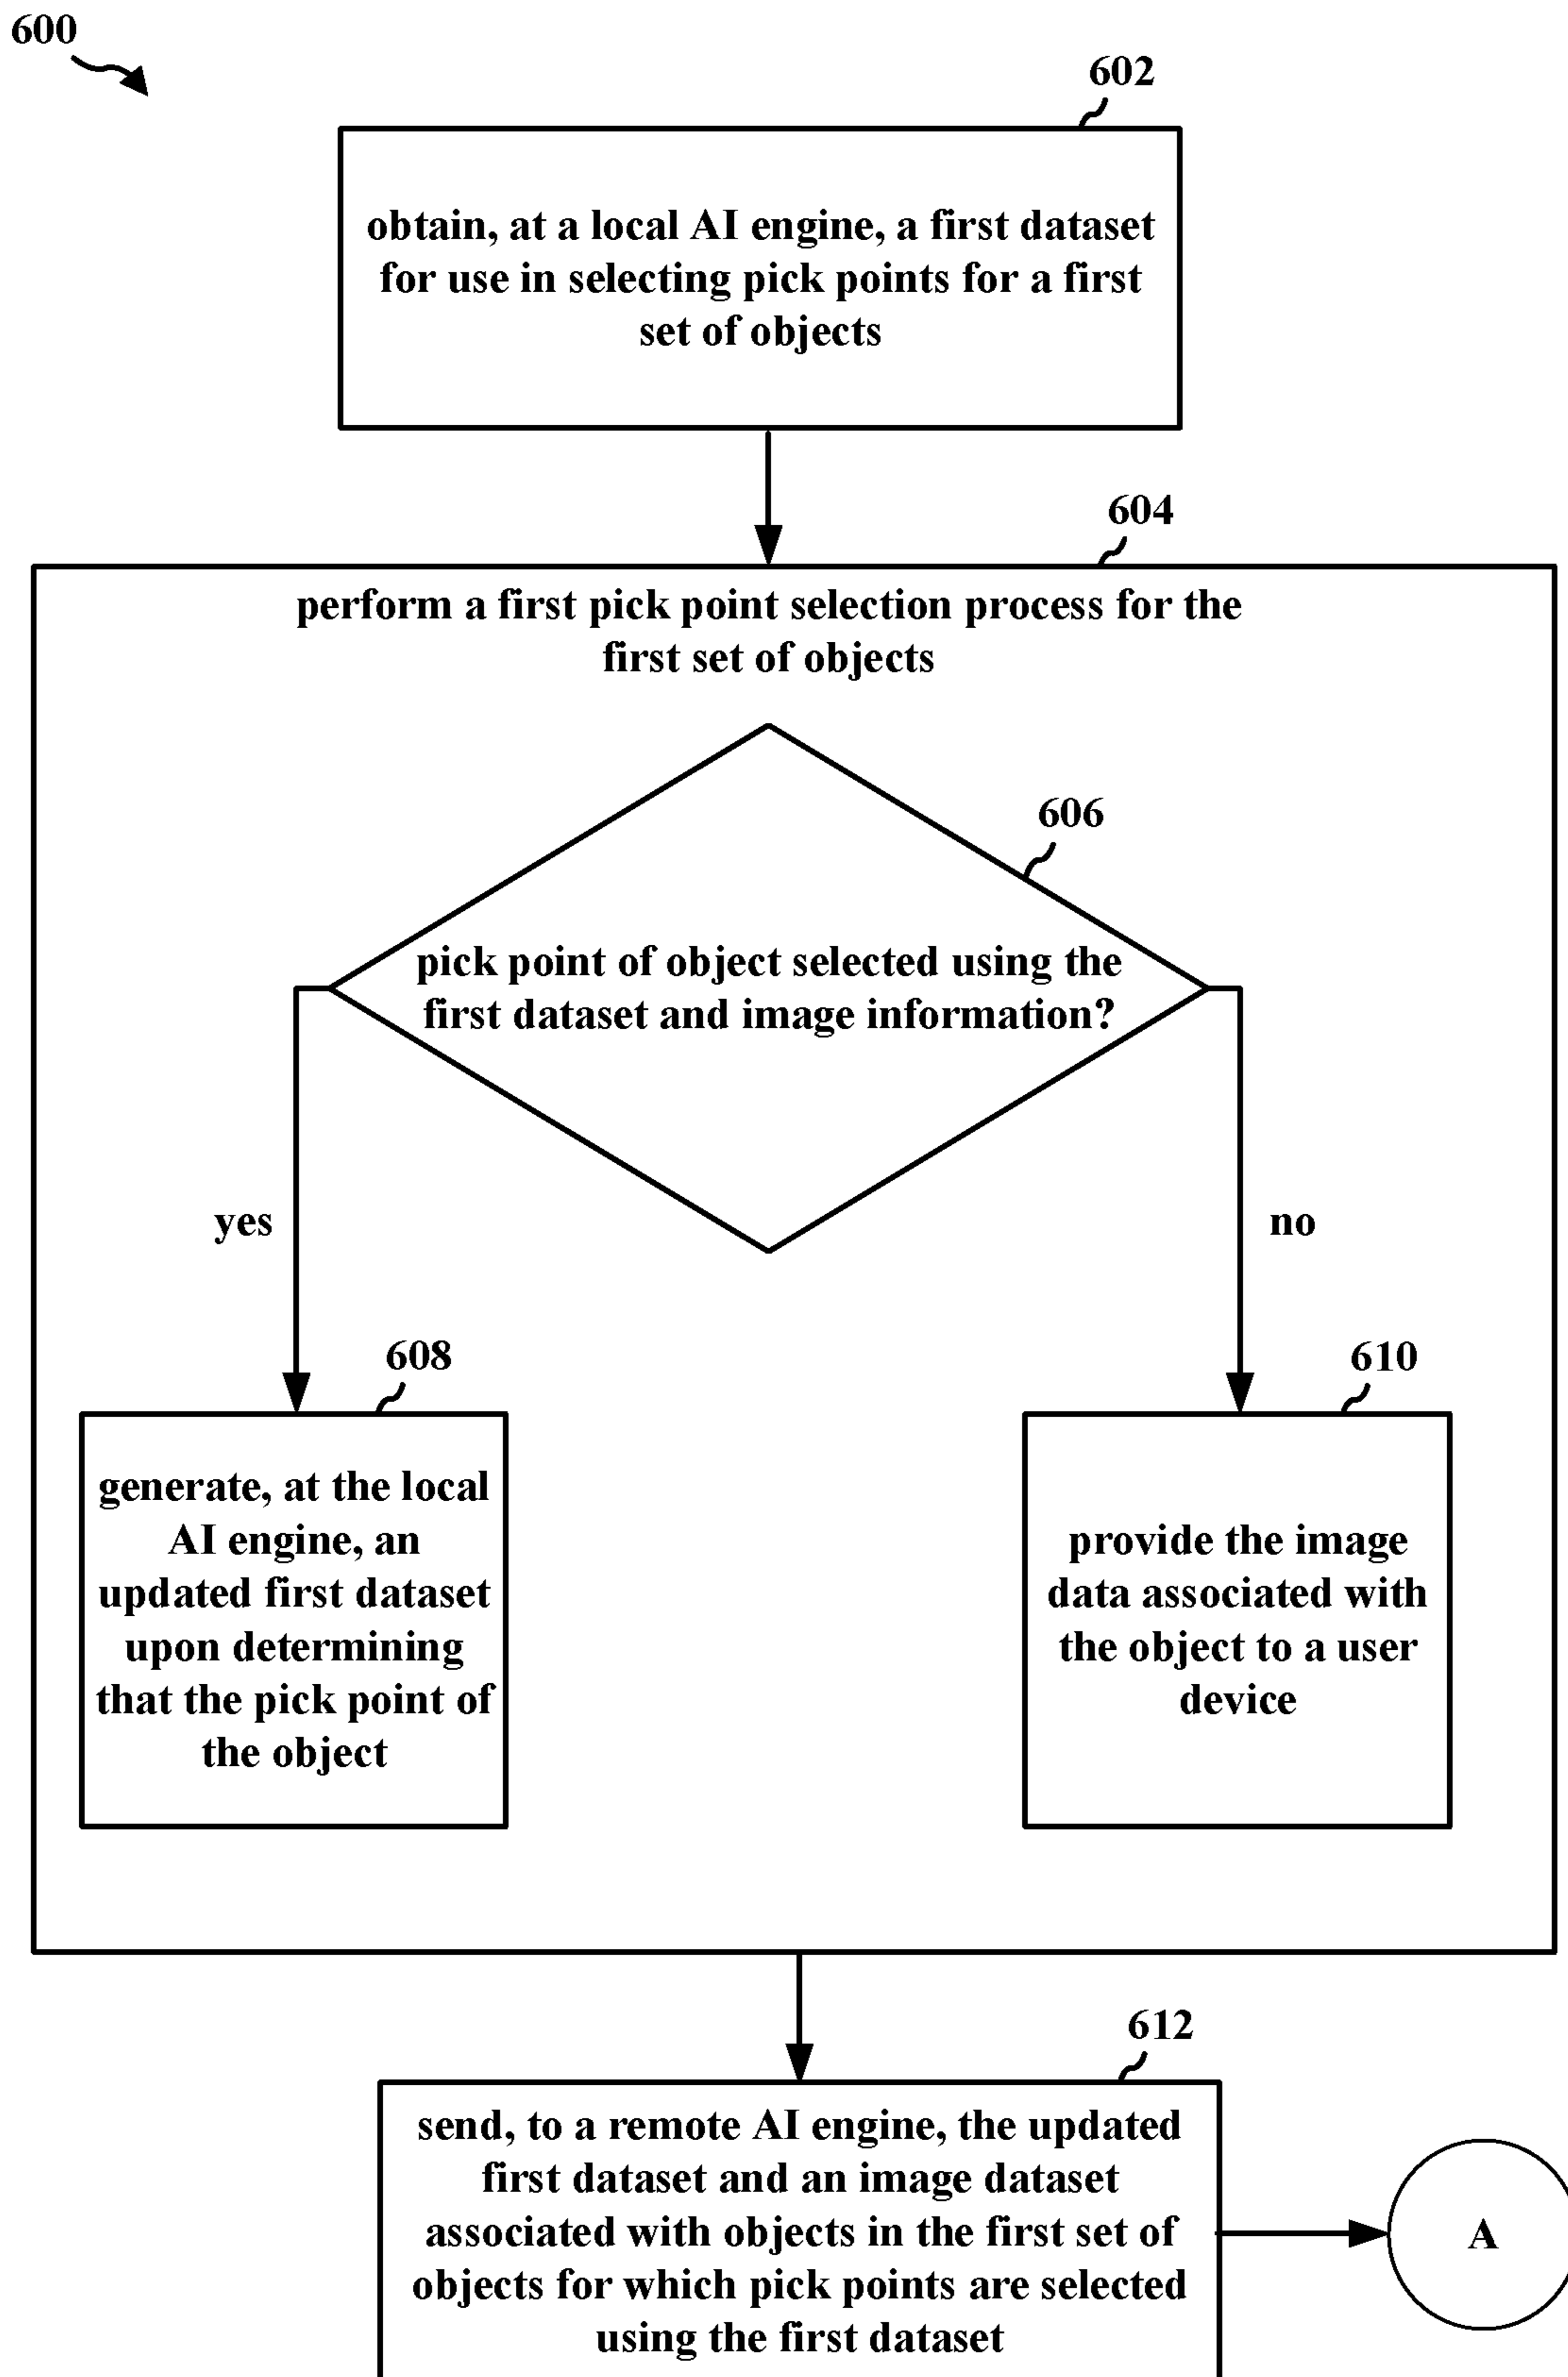 600
602
obtain, at a local AI engine, a first dataset
for use in selecting pick points for a first
set of objects
604
perform a first pick point selection process for the
first set of objects
606
pick point of object selected using the
first dataset and image information?
yes
no
608
generate, at the local
AI engine, an
updated first dataset
upon determining
that the pick point of
the object
610
provide the image
data associated with
the object to a user
device
612
send, to a remote AI engine, the updated
first dataset and an image dataset
associated with objects in the first set of
objects for which pick points are selected
using the first dataset
A